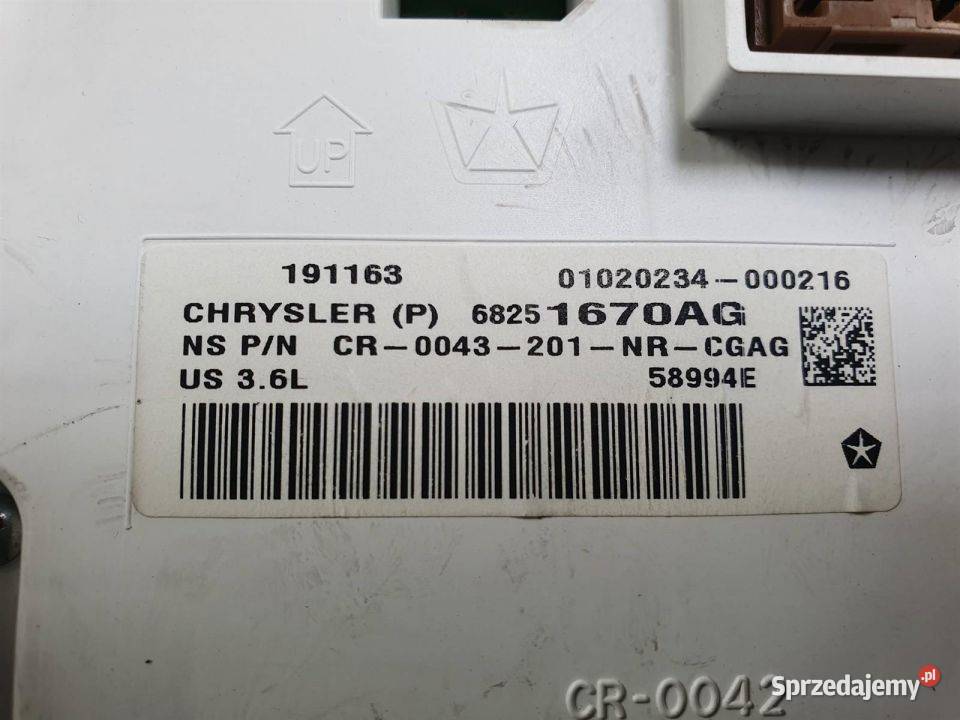 UP
191163 01020234-000216
CHRYSLER (P) 68251670AG
NS P/N CR-0043-201-NR-CGAG
US 3.6L 58994E
CR-0042
Sprzedajemy.pl